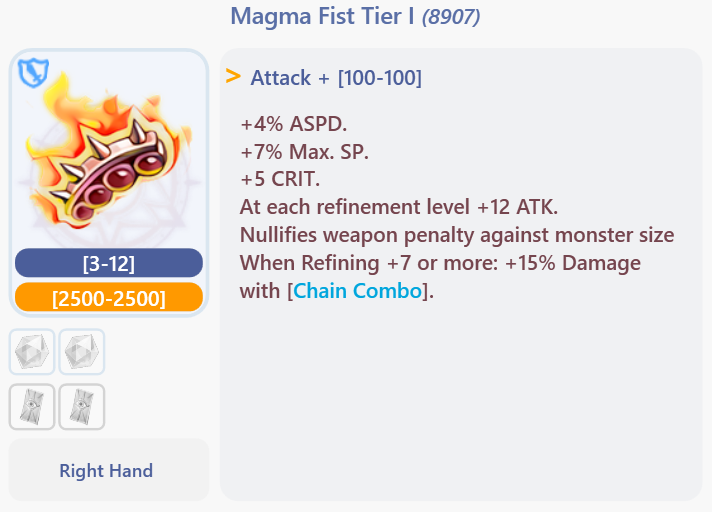 Magma Fist Tier I (8907)
> Attack + [100-100]
+4% ASPD.
+7% Max. SP.
+5 CRIT.
At each refinement level +12 ATK.
Nullifies weapon penalty against monster size
When Refining +7 or more: +15% Damage
with [Chain Combo].
[3-12]
[2500-2500]
Right Hand